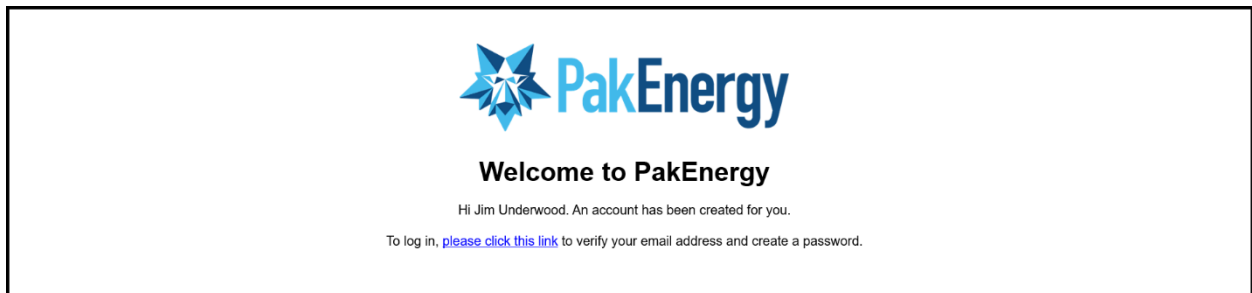 PakEnergy
Welcome to PakEnergy
Hi Jim Underwood. An account has been created for you.
To log in, please click this link to verify your email address and create a password.